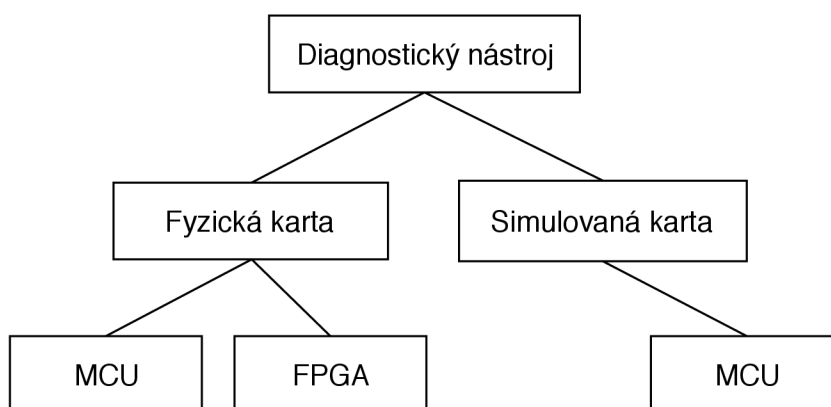 Diagnostický nástroj
Fyzická karta
Simulovaná karta
MCU
FPGA
MCU